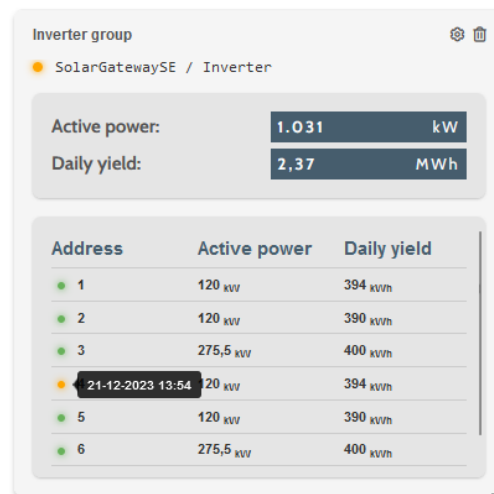 Inverter group
SolarGatewaySE / Inverter
Active power: 1.031 kW
Daily yield: 2,37 MWh
Address Active power Daily yield
1 120 kW 394 kWh
2 120 kW 390 kWh
3 275,5 kW 400 kWh
21-12-2023 13:54 120 kW 394 kWh
5 120 kW 390 kWh
6 275,5 kW 400 kWh